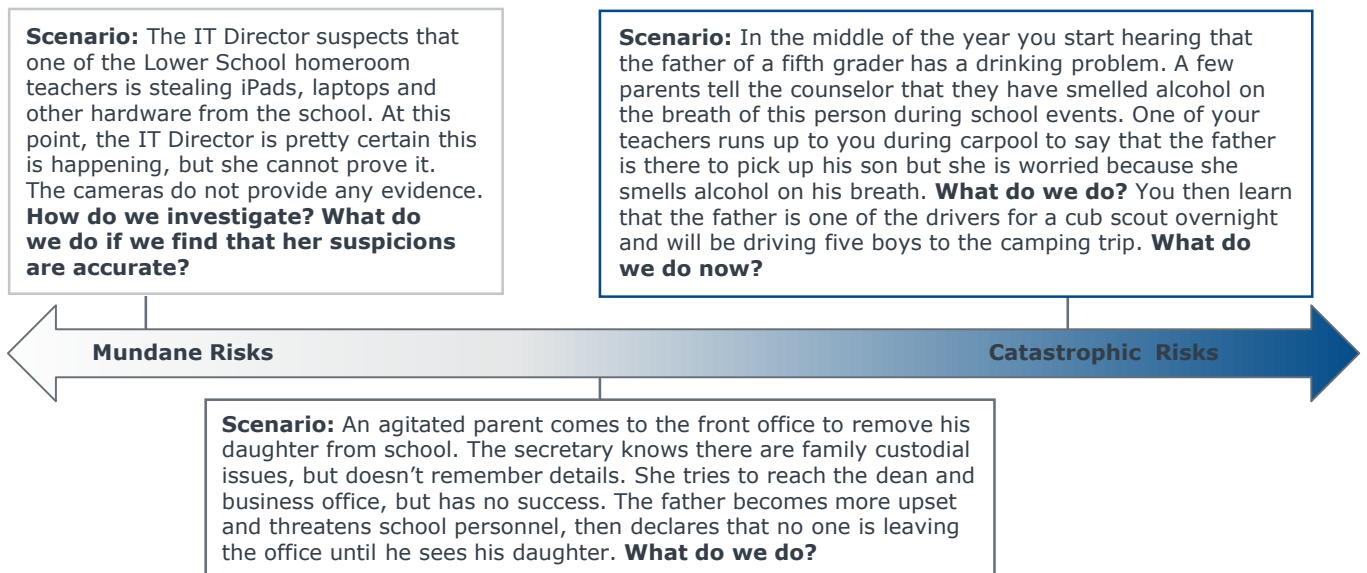 Scenario: The IT Director suspects that
one of the Lower School homeroom
teachers is stealing iPads, laptops and
other hardware from the school. At this
point, the IT Director is pretty certain this
is happening, but she cannot prove it.
The cameras do not provide any evidence.
How do we investigate? What do
we do if we find that her suspicions
are accurate?
Scenario: In the middle of the year you start hearing that
the father of a fifth grader has a drinking problem. A few
parents tell the counselor that they have smelled alcohol on
the breath of this person during school events. One of your
teachers runs up to you during carpool to say that the father
is there to pick up his son but she is worried because she
smells alcohol on his breath. What do we do? You then learn
that the father is one of the drivers for a cub scout overnight
and will be driving five boys to the camping trip. What do
we do now?
Mundane Risks
Catastrophic Risks
Scenario: An agitated parent comes to the front office to remove his
daughter from school. The secretary knows there are family custodial
issues, but doesn’t remember details. She tries to reach the dean and
business office, but has no success. The father becomes more upset
and threatens school personnel, then declares that no one is leaving
the office until he sees his daughter. What do we do?